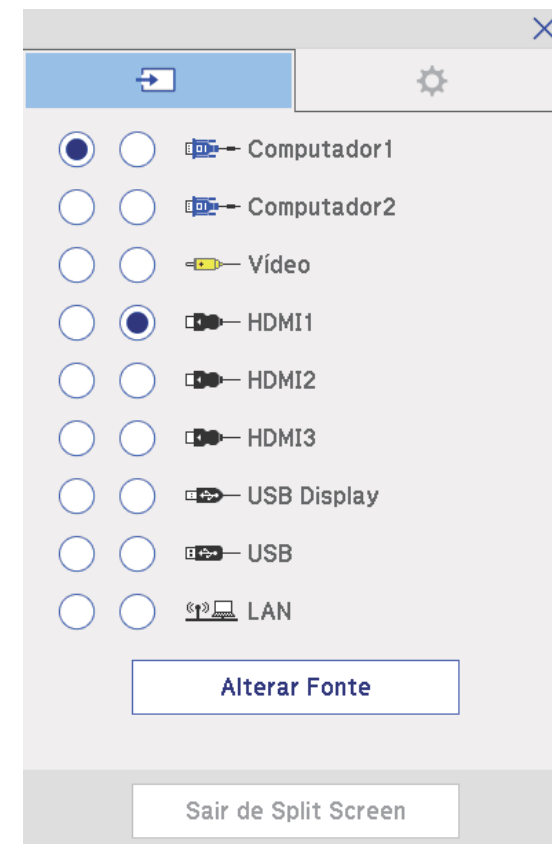 Computador1
Computador2
Vídeo
HDMI1
HDMI2
HDMI3
USB Display
USB
LAN
Alterar Fonte
Sair de Split Screen